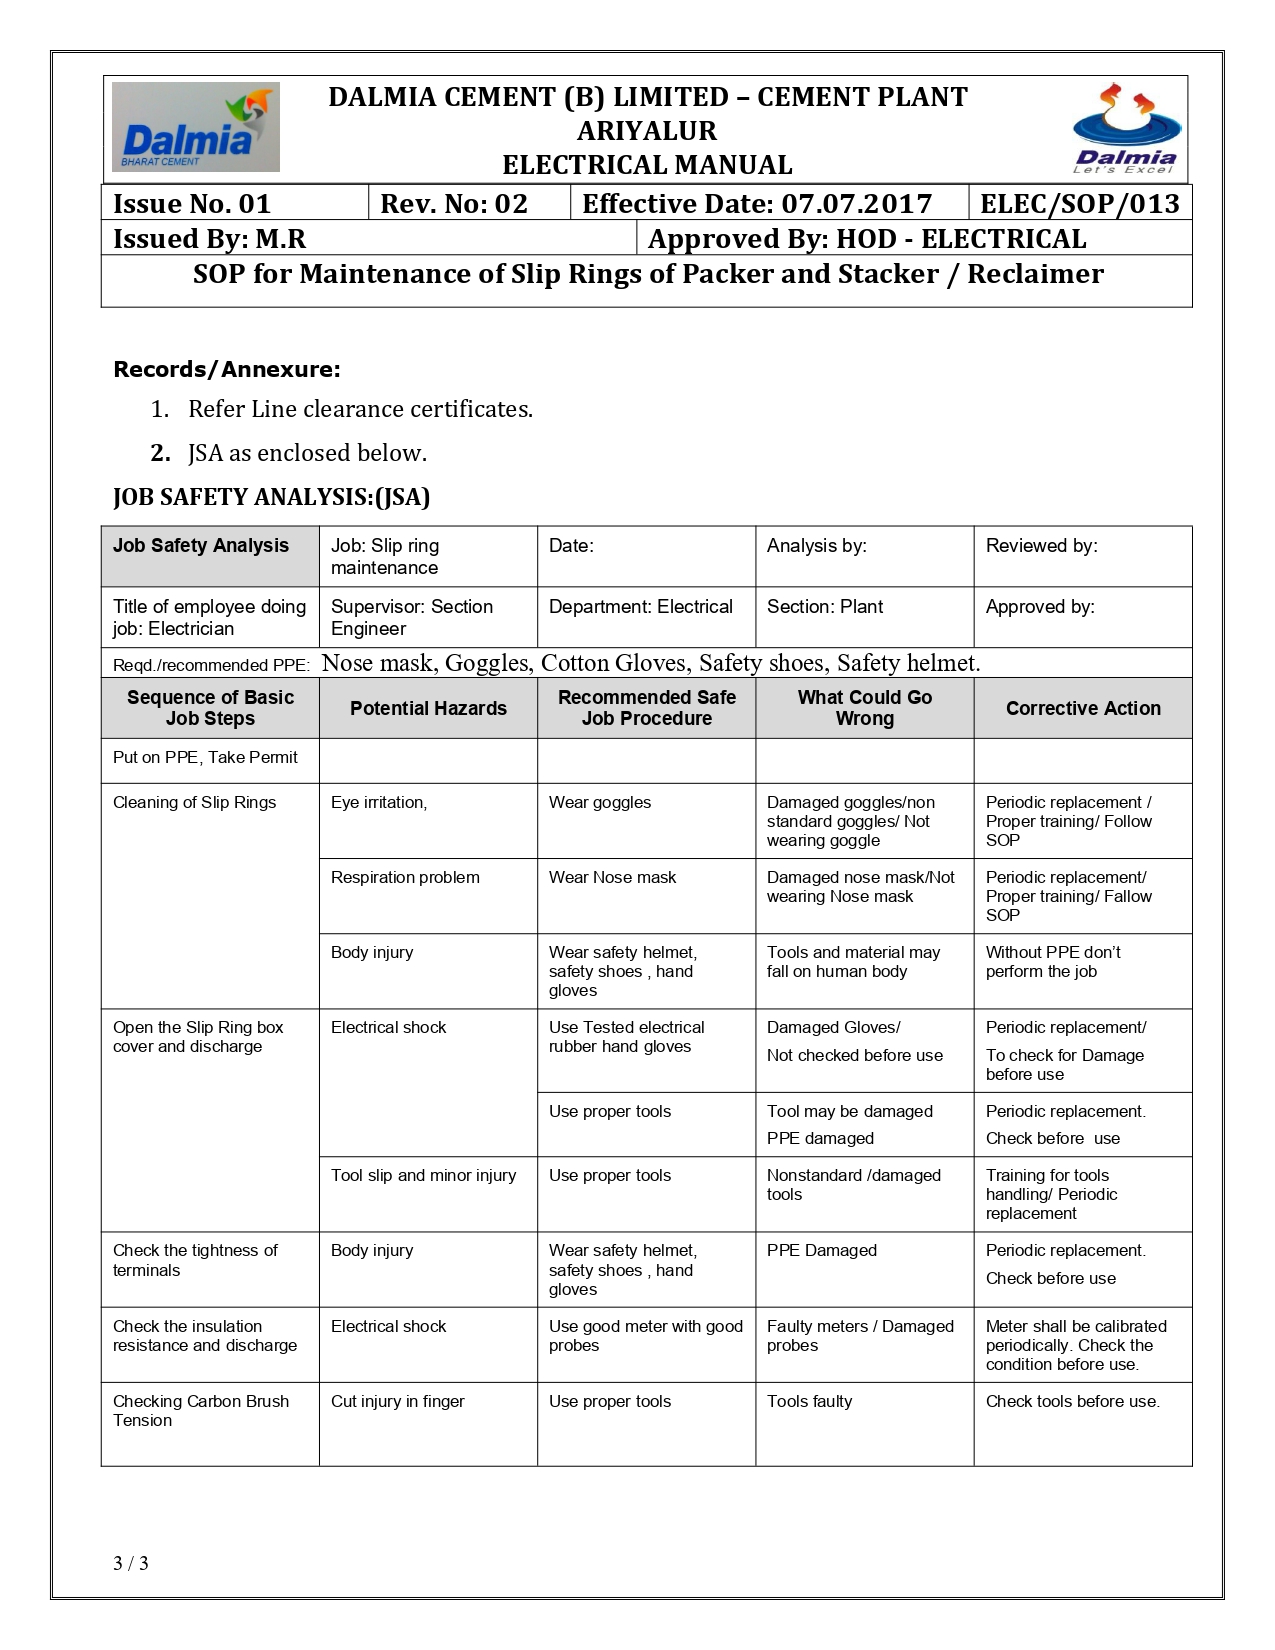 Dalmia
BHARAT CEMENT
DALMIA CEMENT (B) LIMITED – CEMENT PLANT
ARIYALUR
ELECTRICAL MANUAL
Dalmia
Let's Excel
Issue No. 01 Rev. No: 02 Effective Date: 07.07.2017 ELEC/SOP/013
Issued By: M.R Approved By: HOD - ELECTRICAL
SOP for Maintenance of Slip Rings of Packer and Stacker / Reclaimer
Records/Annexure:
1. Refer Line clearance certificates.
2. JSA as enclosed below.
JOB SAFETY ANALYSIS:(JSA)
Job Safety Analysis
Job: Slip ring
maintenance
Date:
Analysis by:
Reviewed by:
Title of employee doing
job: Electrician
Supervisor: Section
Engineer
Department: Electrical
Section: Plant
Approved by:
Reqd./recommended PPE: Nose mask, Goggles, Cotton Gloves, Safety shoes, Safety helmet.
Sequence of Basic
Job Steps
Potential Hazards
Recommended Safe
Job Procedure
What Could Go
Wrong
Corrective Action
Put on PPE, Take Permit
Cleaning of Slip Rings
Eye irritation,
Wear goggles
Damaged goggles/non
standard goggles/ Not
wearing goggle
Periodic replacement /
Proper training/ Follow
SOP
Respiration problem
Wear Nose mask
Damaged nose mask/Not
wearing Nose mask
Periodic replacement/
Proper training/ Fallow
SOP
Body injury
Wear safety helmet,
safety shoes , hand
gloves
Tools and material may
fall on human body
Without PPE don’t
perform the job
Open the Slip Ring box
cover and discharge
Electrical shock
Use Tested electrical
rubber hand gloves
Damaged Gloves/
Not checked before use
Periodic replacement/
To check for Damage
before use
Use proper tools
Tool may be damaged
PPE damaged
Periodic replacement.
Check before  use
Tool slip and minor injury
Use proper tools
Nonstandard /damaged
tools
Training for tools
handling/ Periodic
replacement
Check the tightness of
terminals
Body injury
Wear safety helmet,
safety shoes , hand
gloves
PPE Damaged
Periodic replacement.
Check before use
Check the insulation
resistance and discharge
Electrical shock
Use good meter with good
probes
Faulty meters / Damaged
probes
Meter shall be calibrated
periodically. Check the
condition before use.
Checking Carbon Brush
Tension
Cut injury in finger
Use proper tools
Tools faulty
Check tools before use.
3 / 3